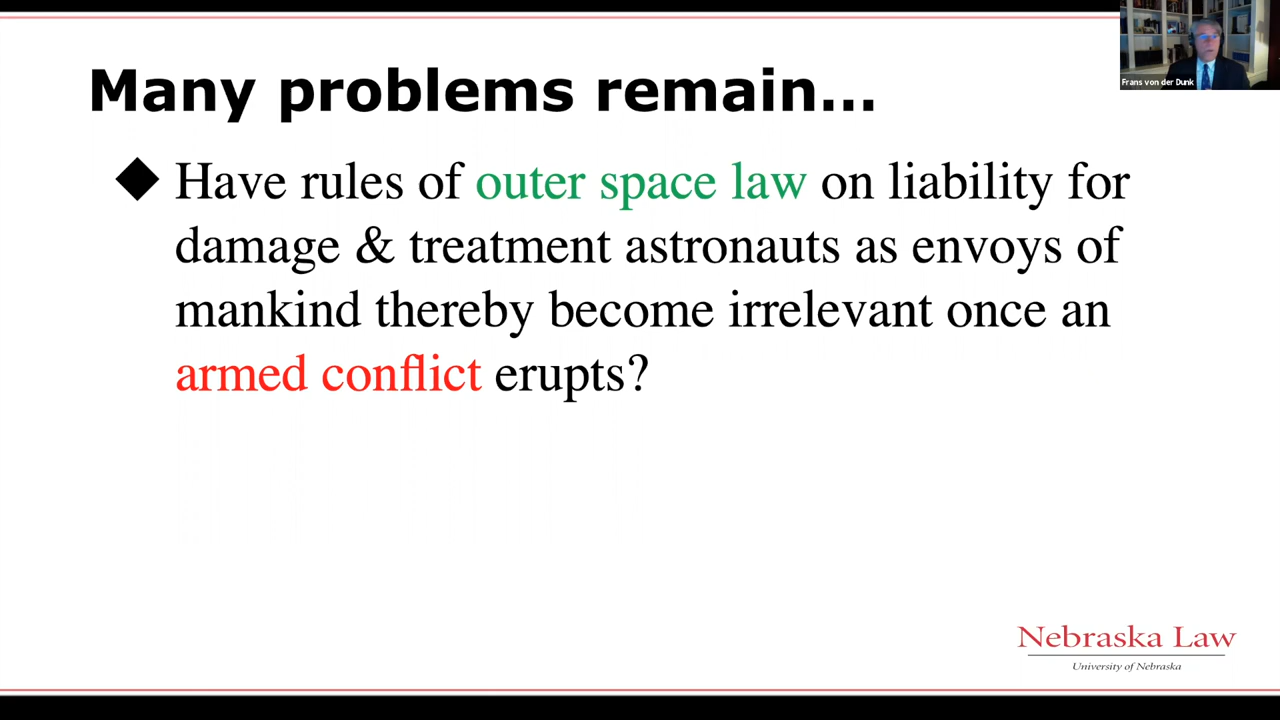 Frans von der Dunk
Many problems remain...
Have rules of outer space law on liability for
damage & treatment astronauts as envoys of
mankind thereby become irrelevant once an
armed conflict erupts?
Nebraska Law
University of Nebraska